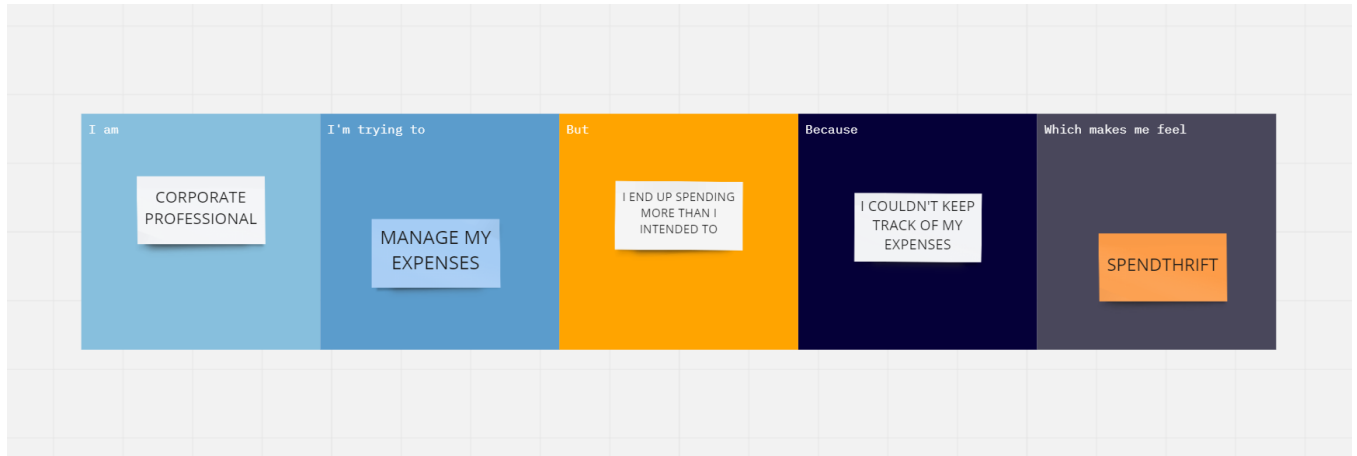 I am
CORPORATE
PROFESSIONAL
I'm trying to
MANAGE MY
EXPENSES
But
I END UP SPENDING
MORE THAN I
INTENDED TO
Because
I COULDN'T KEEP
TRACK OF MY
EXPENSES
Which makes me feel
SPENDTHRIFT